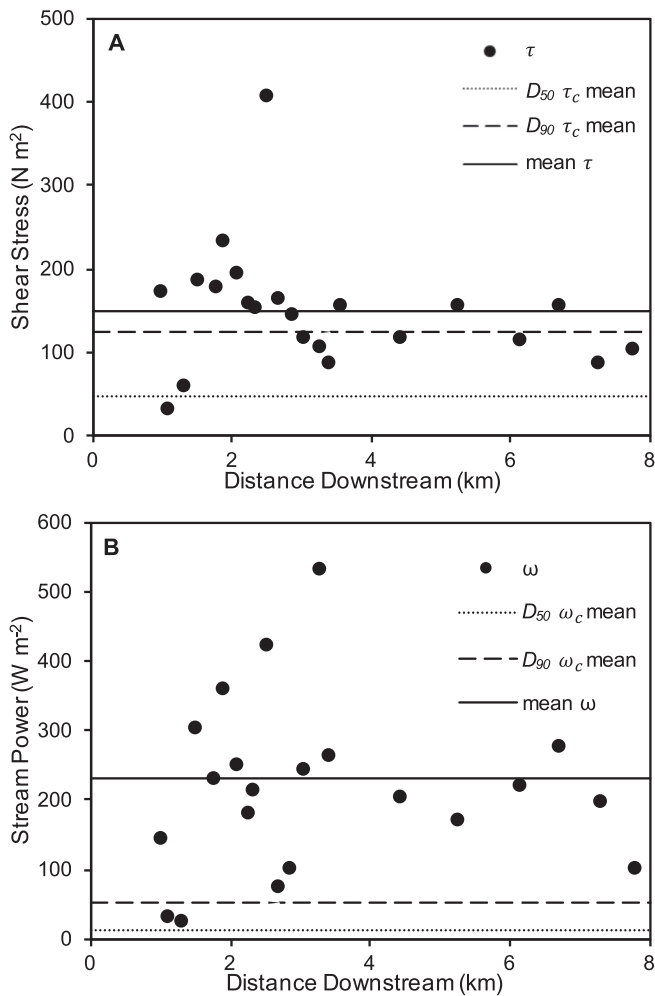 500
A
τ
400
D50 τc mean
D90 τc mean
mean τ
300
200
100
0
Shear Stress (N m2)
0 2 4 6 8
Distance Downstream (km)
600
B
ω
500
D50 ωc mean
D90 ωc mean
400
mean ω
300
200
100
0
Stream Power (W m-2)
0 2 4 6 8
Distance Downstream (km)